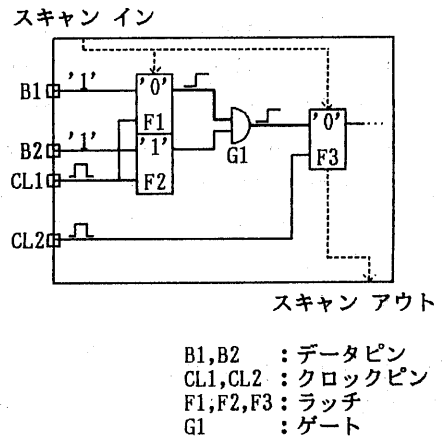 スキャン イン
B1
'1'
'0'
F1
B2
'1'
'1'
F2
G1
'0'
F3
CL1
CL2
スキャン アウト
B1,B2 :データピン
CL1,CL2 :クロックピン
F1,F2,F3:ラッチ
G1 :ゲート